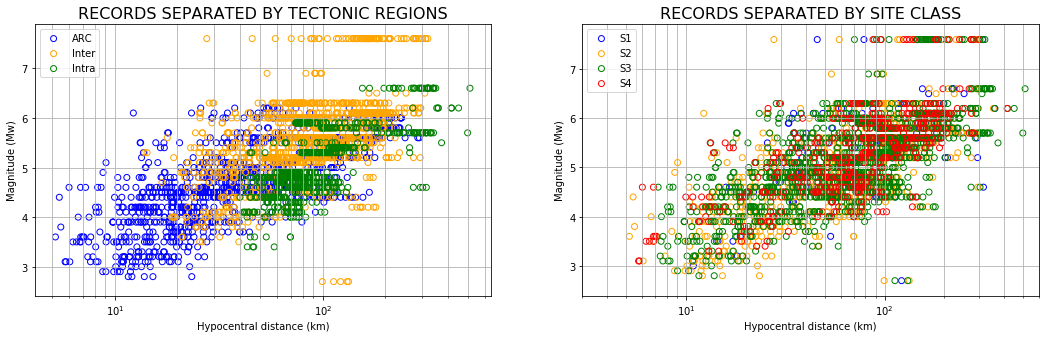 RECORDS SEPARATED BY TECTONIC REGIONS
ARC
Inter
Intra
Magnitude (Mw)
7
6
5
4
3
10¹
10²
Hypocentral distance (km)
RECORDS SEPARATED BY SITE CLASS
S1
S2
S3
S4
Magnitude (Mw)
7
6
5
4
3
10¹
10²
Hypocentral distance (km)